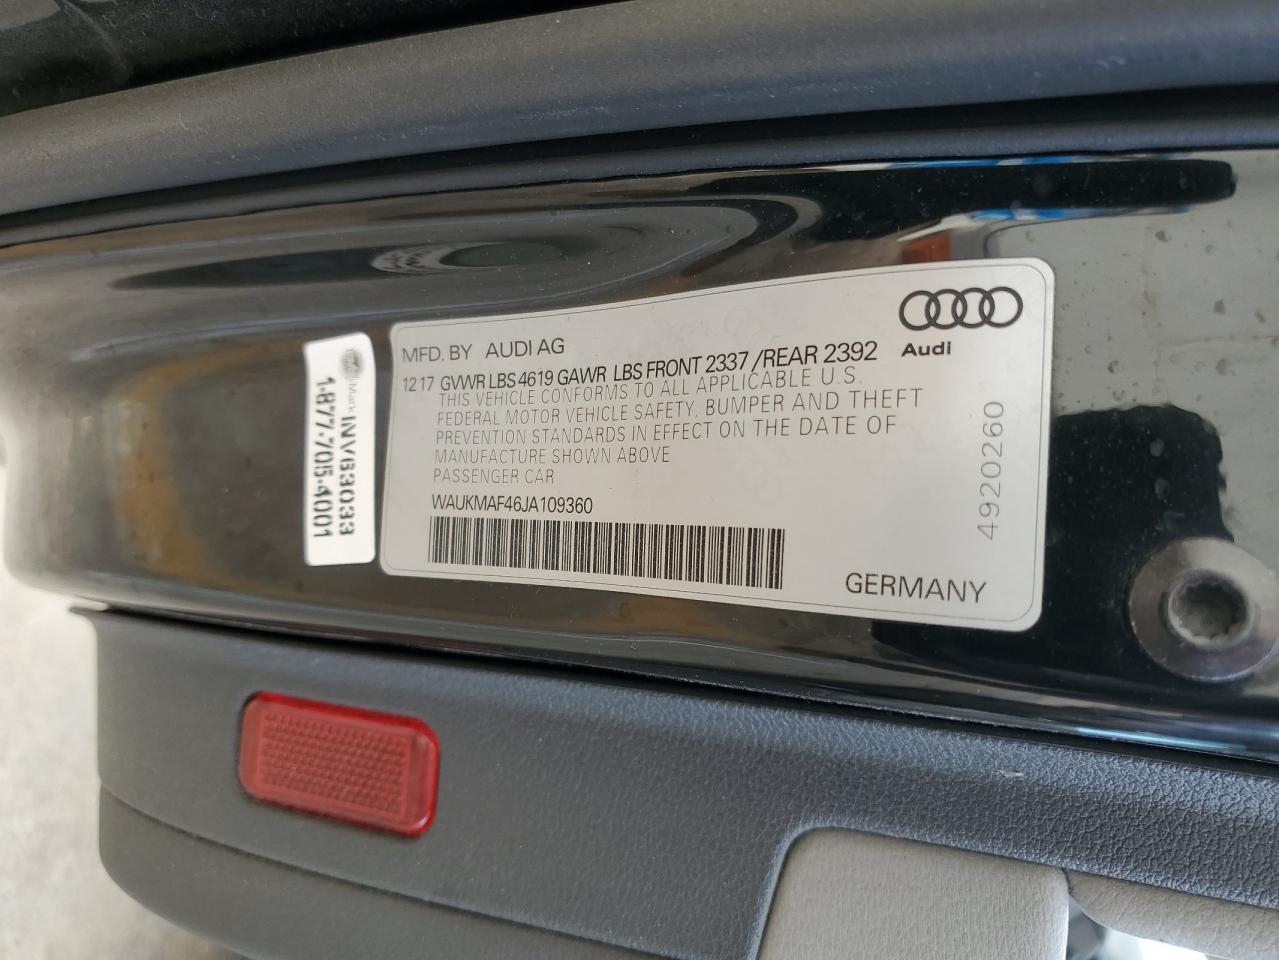 Audi
MFD. BY AUDI AG
12 17 GVWR LBS 4619 GAWR LBS FRONT 2337 / REAR 2392
THIS VEHICLE CONFORMS TO ALL APPLICABLE U.S.
FEDERAL MOTOR VEHICLE SAFETY, BUMPER AND THEFT
PREVENTION STANDARDS IN EFFECT ON THE DATE OF
MANUFACTURE SHOWN ABOVE
PASSENGER CAR
WAUKMAF46JA109360
GERMANY
4920260
INV63033
1-877-705-4001